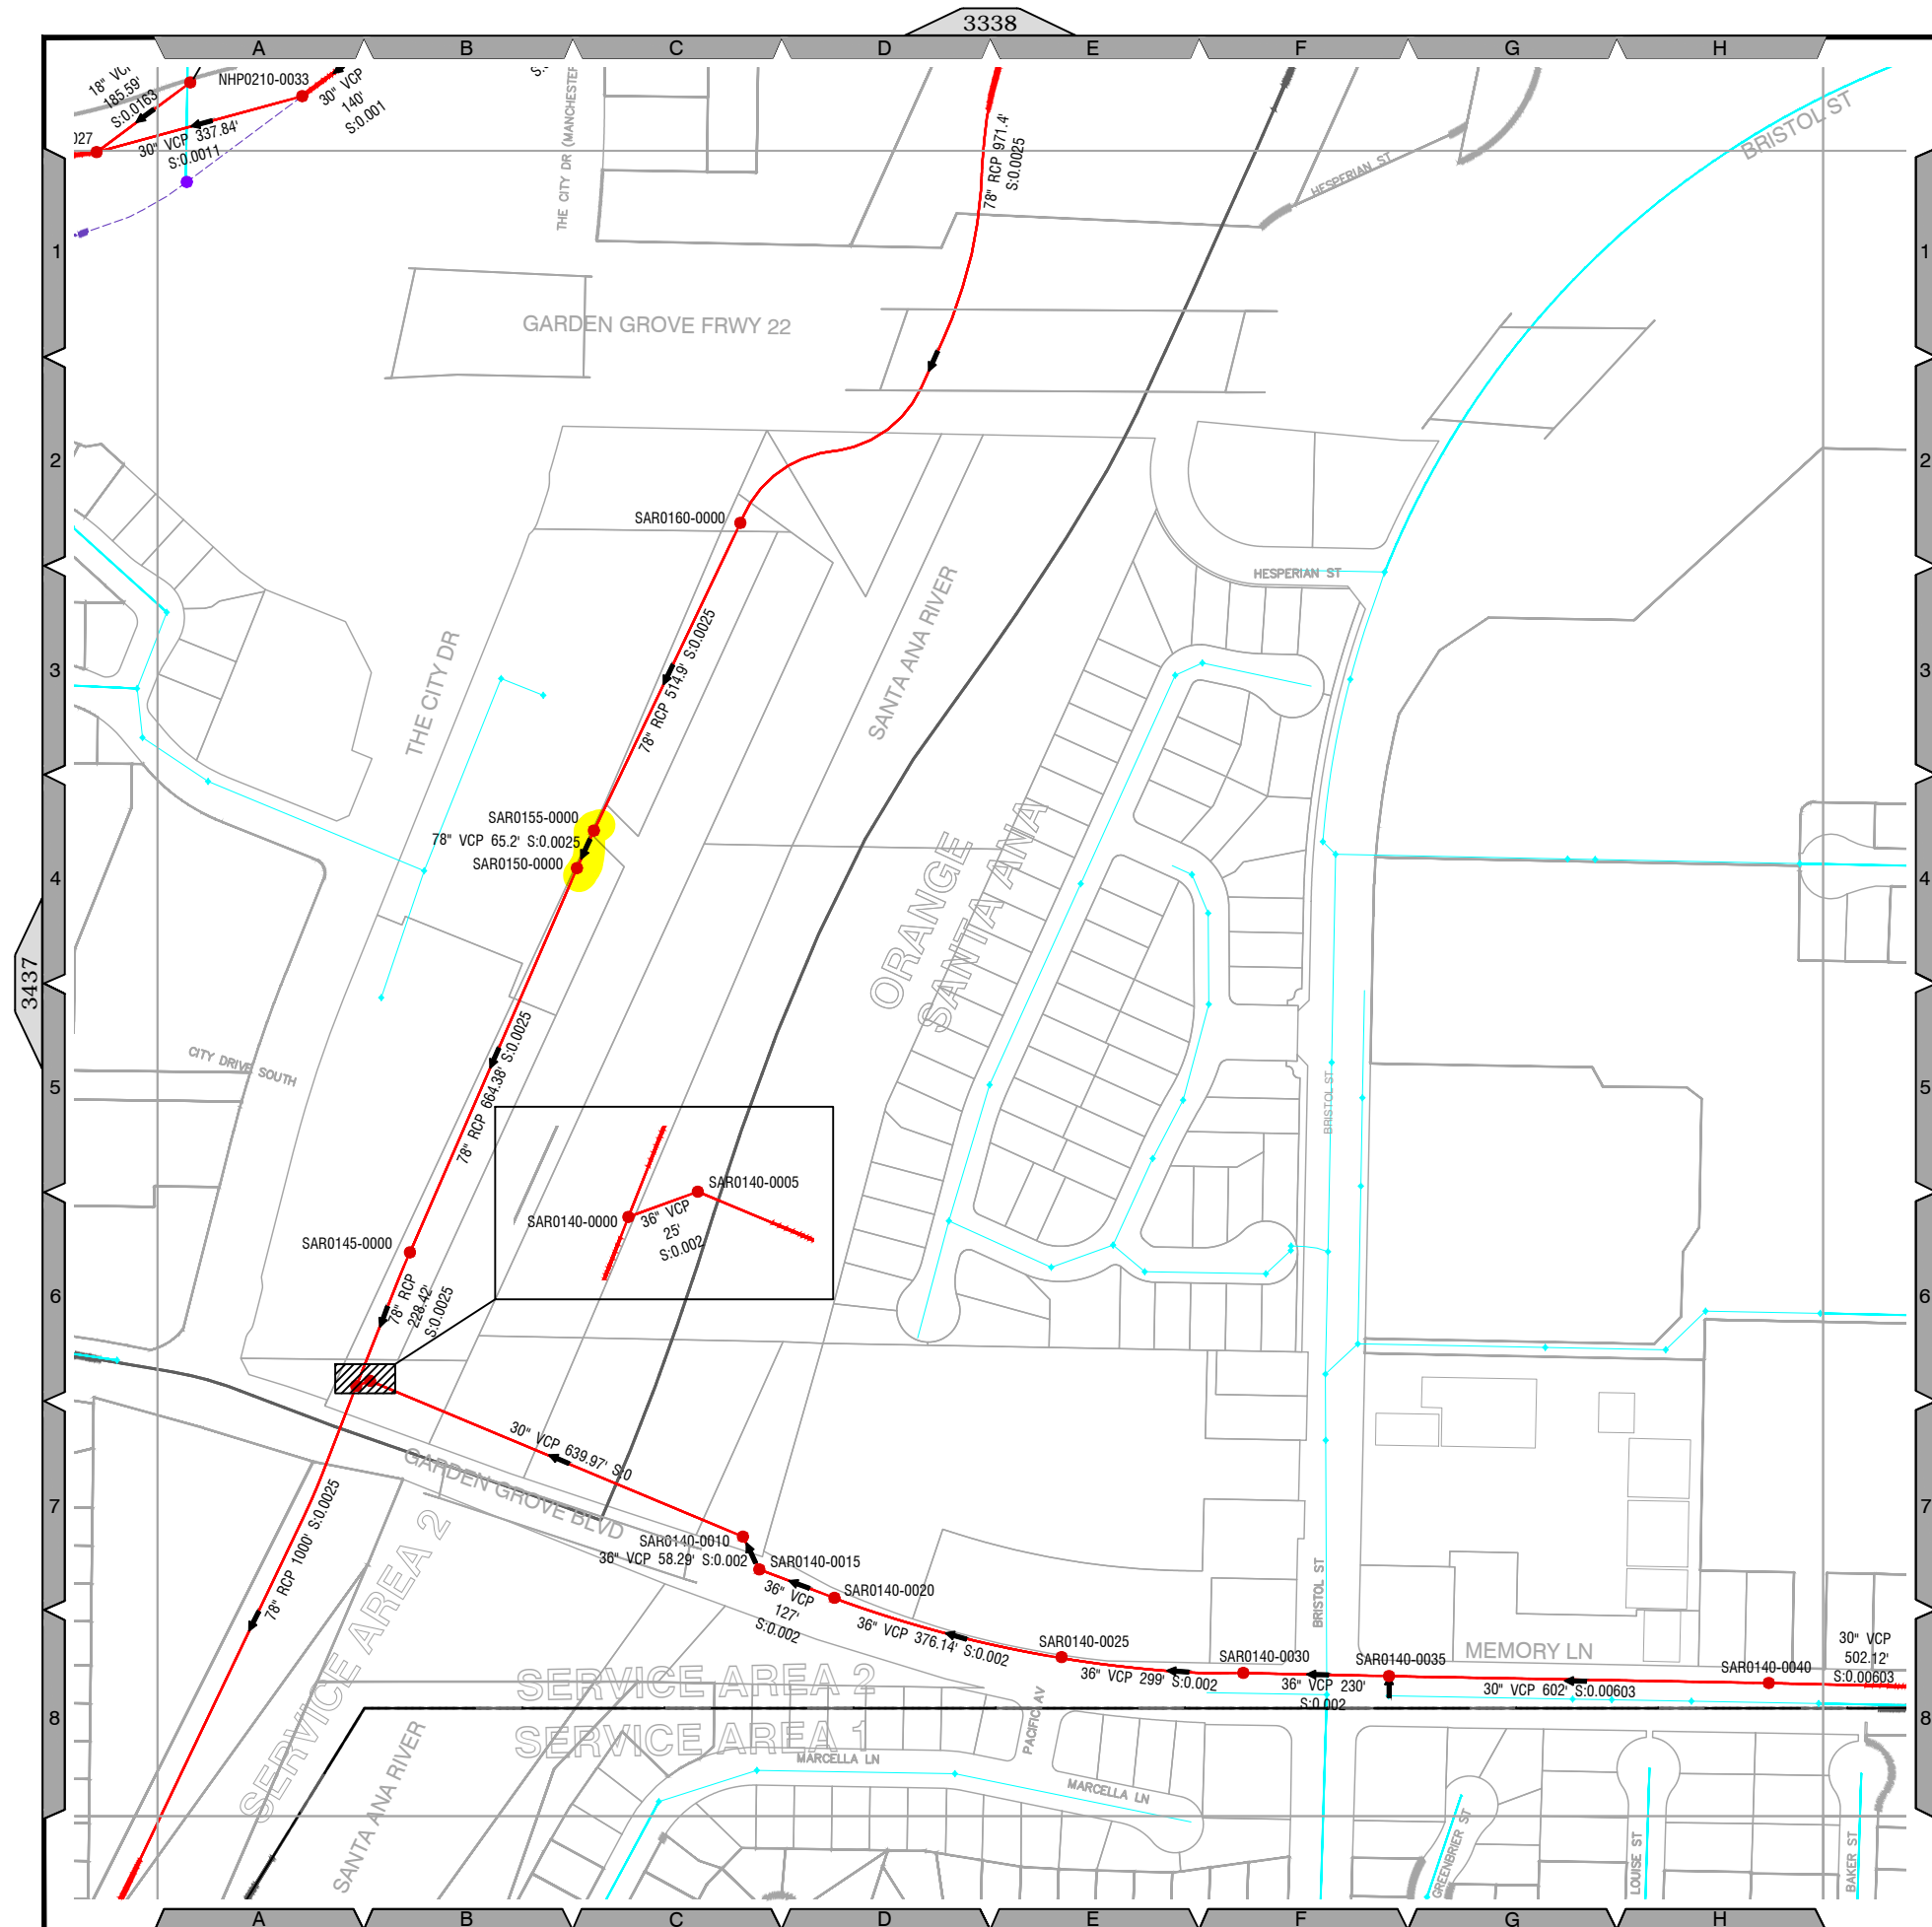 3338
A B C D E F G H
18" VCP
185.59'
S:0.0163
NHP0210-0033
30" VCP
140'
S:0.001
30" VCP 337.84'
S:0.0011
THE CITY DR (MANCHESTER
78" RCP 971.4'
S:0.0025
HESPERIAN ST
BRISTOL ST
1
1
GARDEN GROVE FRWY 22
2
2
SAR0160-0000
HESPERIAN ST
SANTA ANA RIVER
THE CITY DR
78" RCP 514.9' S:0.0025
3
3
SAR0155-0000
78" VCP 65.2' S:0.0025
SAR0150-0000
4
4
ORANGE
SANTA ANA
3437
CITY DRIVE SOUTH
78" RCP 664.38' S:0.0025
BRISTOL ST
5
5
SAR0140-0005
SAR0140-0000
36" VCP
25'
S:0.002
SAR0145-0000
78" RCP
228.42'
S:0.0025
6
6
30" VCP 639.97' S:0
GARDEN GROVE BLVD
78" RCP 1000' S:0.0025
7
7
SAR0140-0010
36" VCP 58.29' S:0.002
SAR0140-0015
SAR0140-0020
36" VCP
127'
S:0.002
36" VCP 376.14' S:0.002
SAR0140-0025
36" VCP 299' S:0.002
SAR0140-0030
36" VCP 230'
S:0.002
BRISTOL ST
SAR0140-0035
MEMORY LN
30" VCP 602' S:0.00603
SAR0140-0040
30" VCP
502.12'
S:0.00603
SERVICE AREA 2
SERVICE AREA 2
SERVICE AREA 1
8
8
SANTA ANA RIVER
PACIFIC AV
MARCELLA LN
MARCELLA LN
GREENBRIER ST
LOUISE ST
BAKER ST
A B C D E F G H